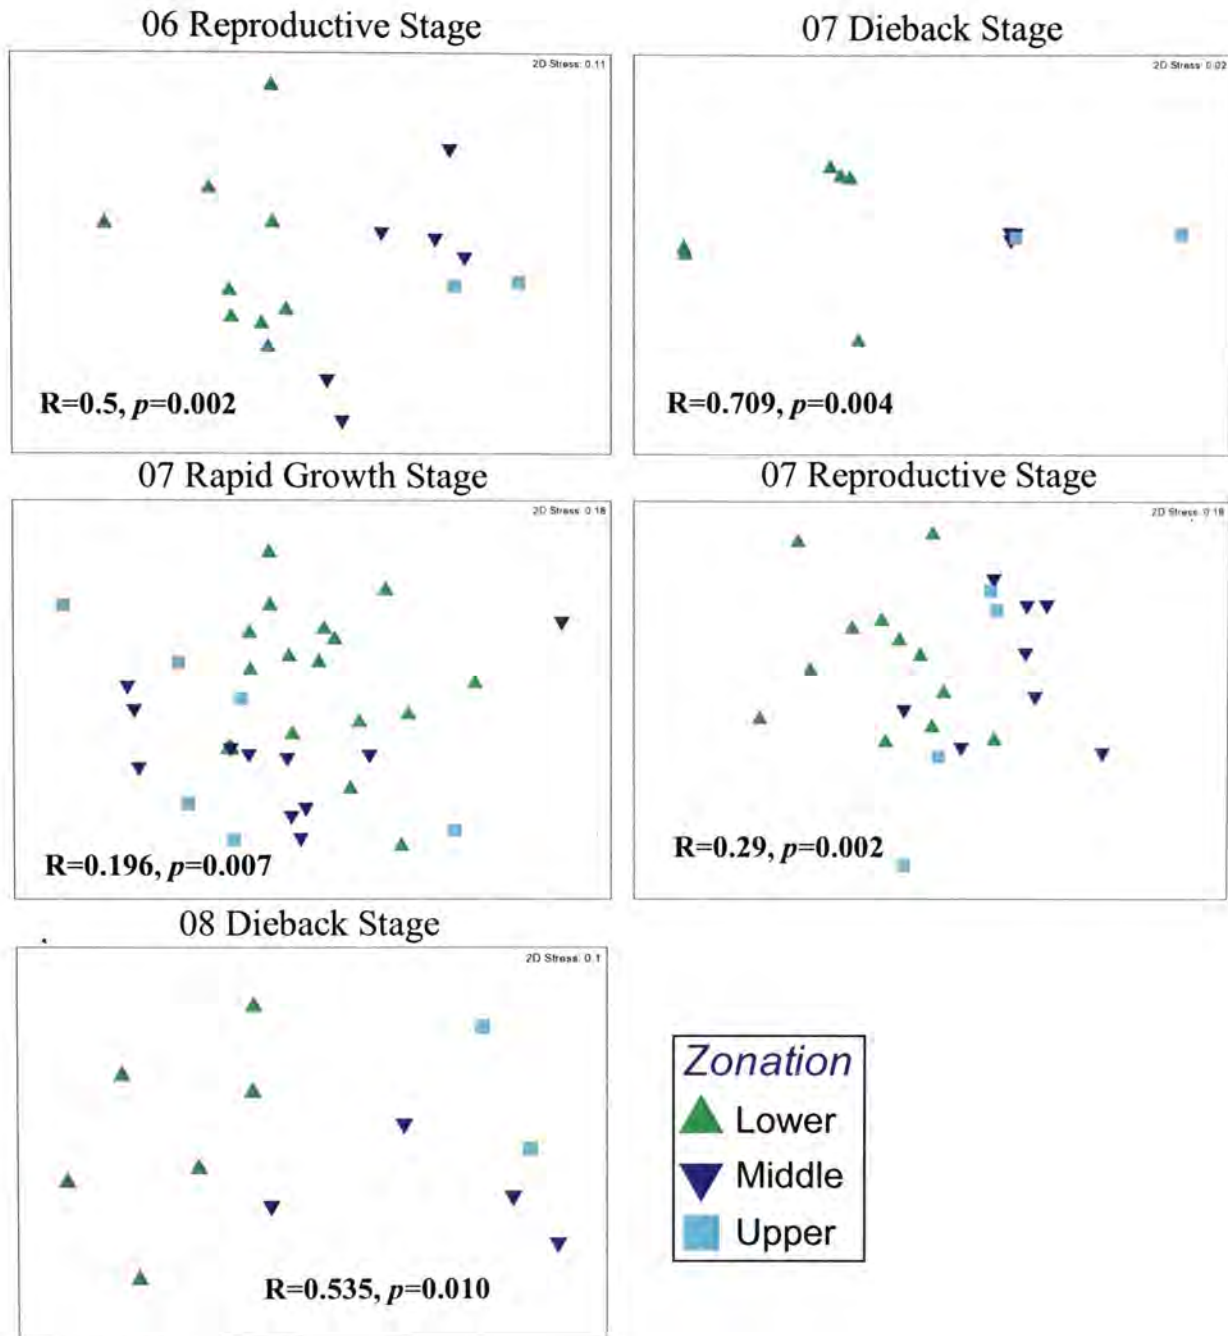 06 Reproductive Stage
07 Dieback Stage
2D Stress: 0.11
2D Stress: 0.02
R=0.5, p=0.002
R=0.709, p=0.004
07 Rapid Growth Stage
07 Reproductive Stage
2D Stress: 0.18
2D Stress: 0.18
R=0.196, p=0.007
R=0.29, p=0.002
08 Dieback Stage
2D Stress: 0.1
R=0.535, p=0.010
Zonation
Lower
Middle
Upper